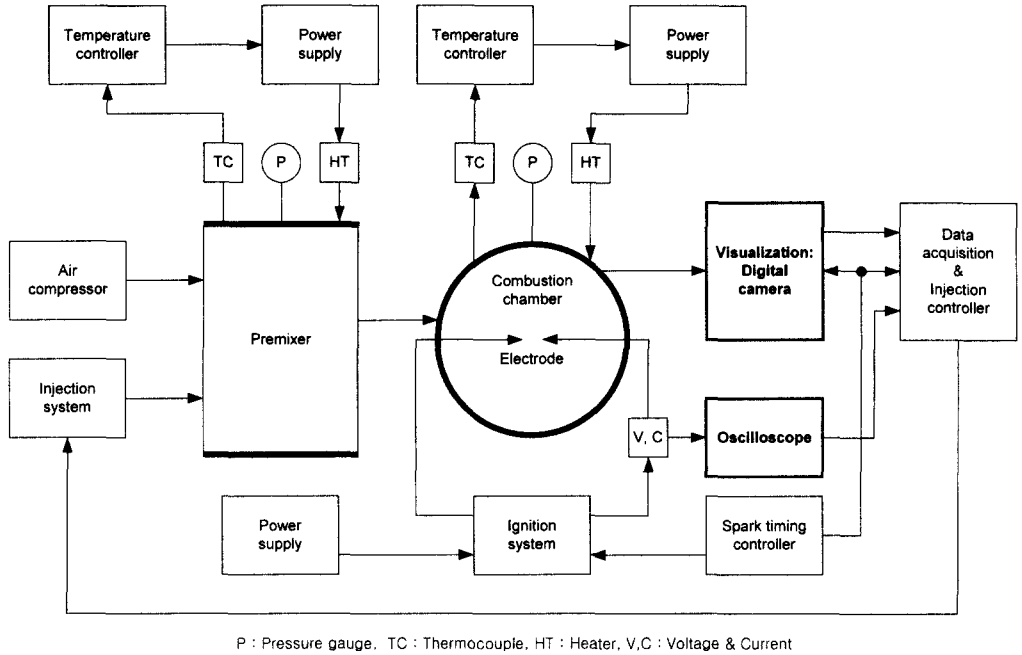 Temperature
controller
Power
supply
Temperature
controller
Power
supply
TC
P
HT
TC
P
HT
Air
compressor
Injection
system
Premixer
Combustion
chamber
Electrode
Visualization:
Digital
camera
Data
acquisition
&
Injection
controller
V, C
Oscilloscope
Power
supply
Ignition
system
Spark timing
controller
P : Pressure gauge, TC : Thermocouple, HT : Heater, V,C : Voltage & Current